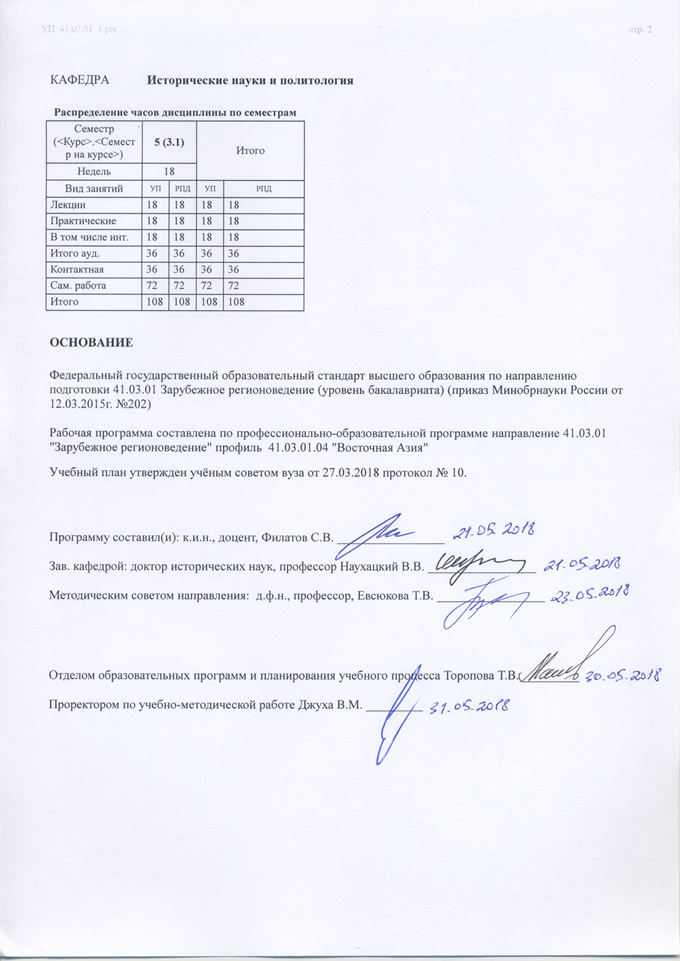 УП: 41.03.01_1.plx стр. 2
КАФЕДРА Исторические науки и политология
Распределение часов дисциплины по семестрам
Семестр
(<Курс>.<Семест
р на курсе>) 5 (3.1) Итого
Недель 18
Вид занятий УП РПД УП РПД
Лекции 18 18 18 18
Практические 18 18 18 18
В том числе инт. 18 18 18 18
Итого ауд. 36 36 36 36
Контактная 36 36 36 36
Сам. работа 72 72 72 72
Итого 108 108 108 108
ОСНОВАНИЕ
Федеральный государственный образовательный стандарт высшего образования по направлению
подготовки 41.03.01 Зарубежное регионоведение (уровень бакалавриата) (приказ Минобрнауки России от
12.03.2015г. №202)
Рабочая программа составлена по профессионально-образовательной программе направление 41.03.01
"Зарубежное регионоведение" профиль 41.03.01.04 "Восточная Азия"
Учебный план утвержден учёным советом вуза от 27.03.2018 протокол № 10.
Программу составил(и): к.и.н., доцент, Филатов С.В. 21.05.2018
Зав. кафедрой: доктор исторических наук, профессор Наухацкий В.В. 21.05.2018
Методическим советом направления: д.ф.н., профессор, Евсюкова Т.В. 23.05.2018
Отделом образовательных программ и планирования учебного процесса Торопова Т.В. 30.05.2018
Проректором по учебно-методической работе Джуха В.М. 31.05.2018